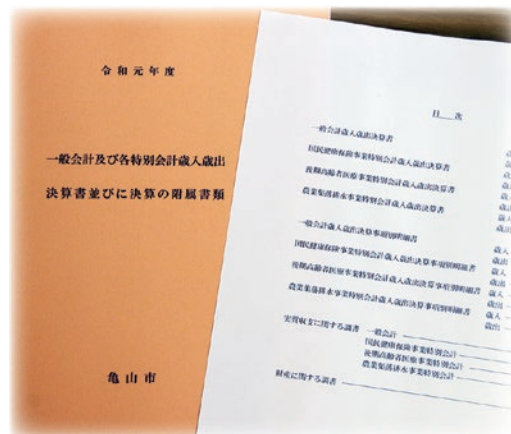 令和元年度
一般会計及び各特別会計歳入歳出
決算書並びに決算の附属書類
亀山市
目 次
一般会計歳入歳出決算書
国民健康保険事業特別会計歳入歳出決算書
後期高齢者医療事業特別会計歳入歳出決算書
農業集落排水事業特別会計歳入歳出決算書
一般会計歳入歳出決算事項別明細書
国民健康保険事業特別会計歳入歳出決算事項別明細書
後期高齢者医療事業特別会計歳入歳出決算事項別明細書
農業集落排水事業特別会計歳入歳出決算事項別明細書
実質収支に関する調書 一般会計
国民健康保険事業特別会計
後期高齢者医療事業特別会計
農業集落排水事業特別会計
財産に関する調書